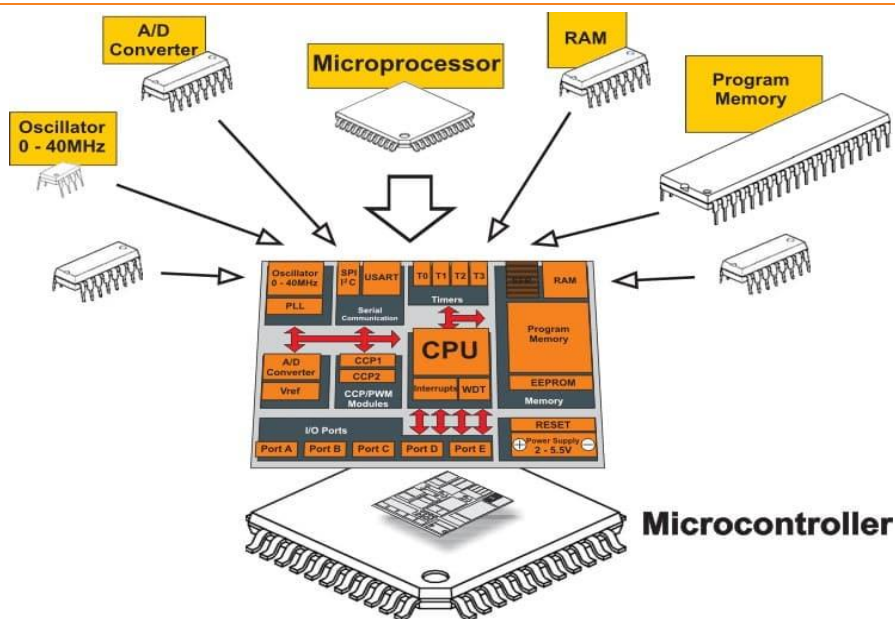 A/D
Converter
Microprocessor
RAM
Program
Memory
Oscillator
0 - 40MHz
Oscillator
0 - 40MHz
PLL
SPI
I²C
USART
Serial
Communication
T0
T1
T2
T3
Timers
RAM
Program
Memory
EEPROM
Memory
A/D
Converter
Vref
CCP1
CCP2
CCP/PWM
Modules
CPU
Interrupts
WDT
I/O Ports
Port A
Port B
Port C
Port D
Port E
RESET
Power Supply
2 - 5.5V
Microcontroller